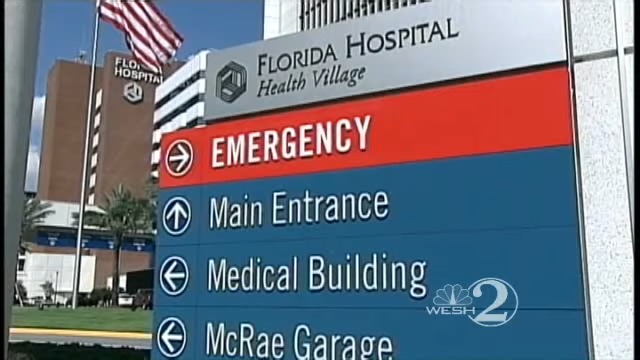 FLORIDA
HOSPITAL
FLORIDA HOSPITAL
Health Village
EMERGENCY
Main Entrance
Medical Building
McRae Garage
WESH 2